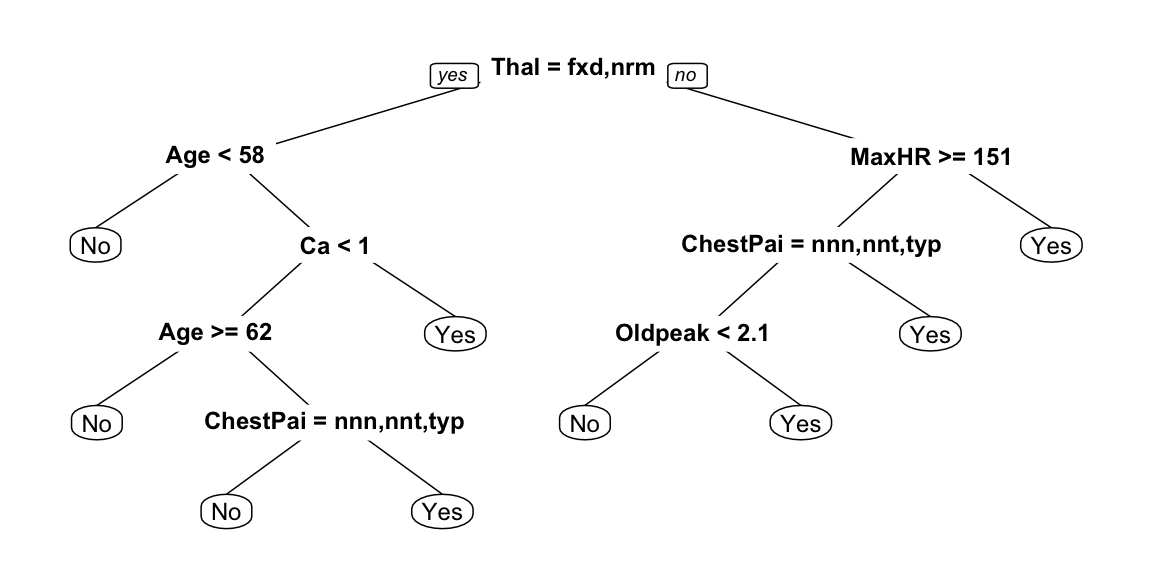 yes Thal = fxd,nrm no
Age < 58 MaxHR >= 151
No Ca < 1 ChestPai = nnn,nnt,typ Yes
Age >= 62 Yes Oldpeak < 2.1 Yes
No ChestPai = nnn,nnt,typ No Yes
No Yes